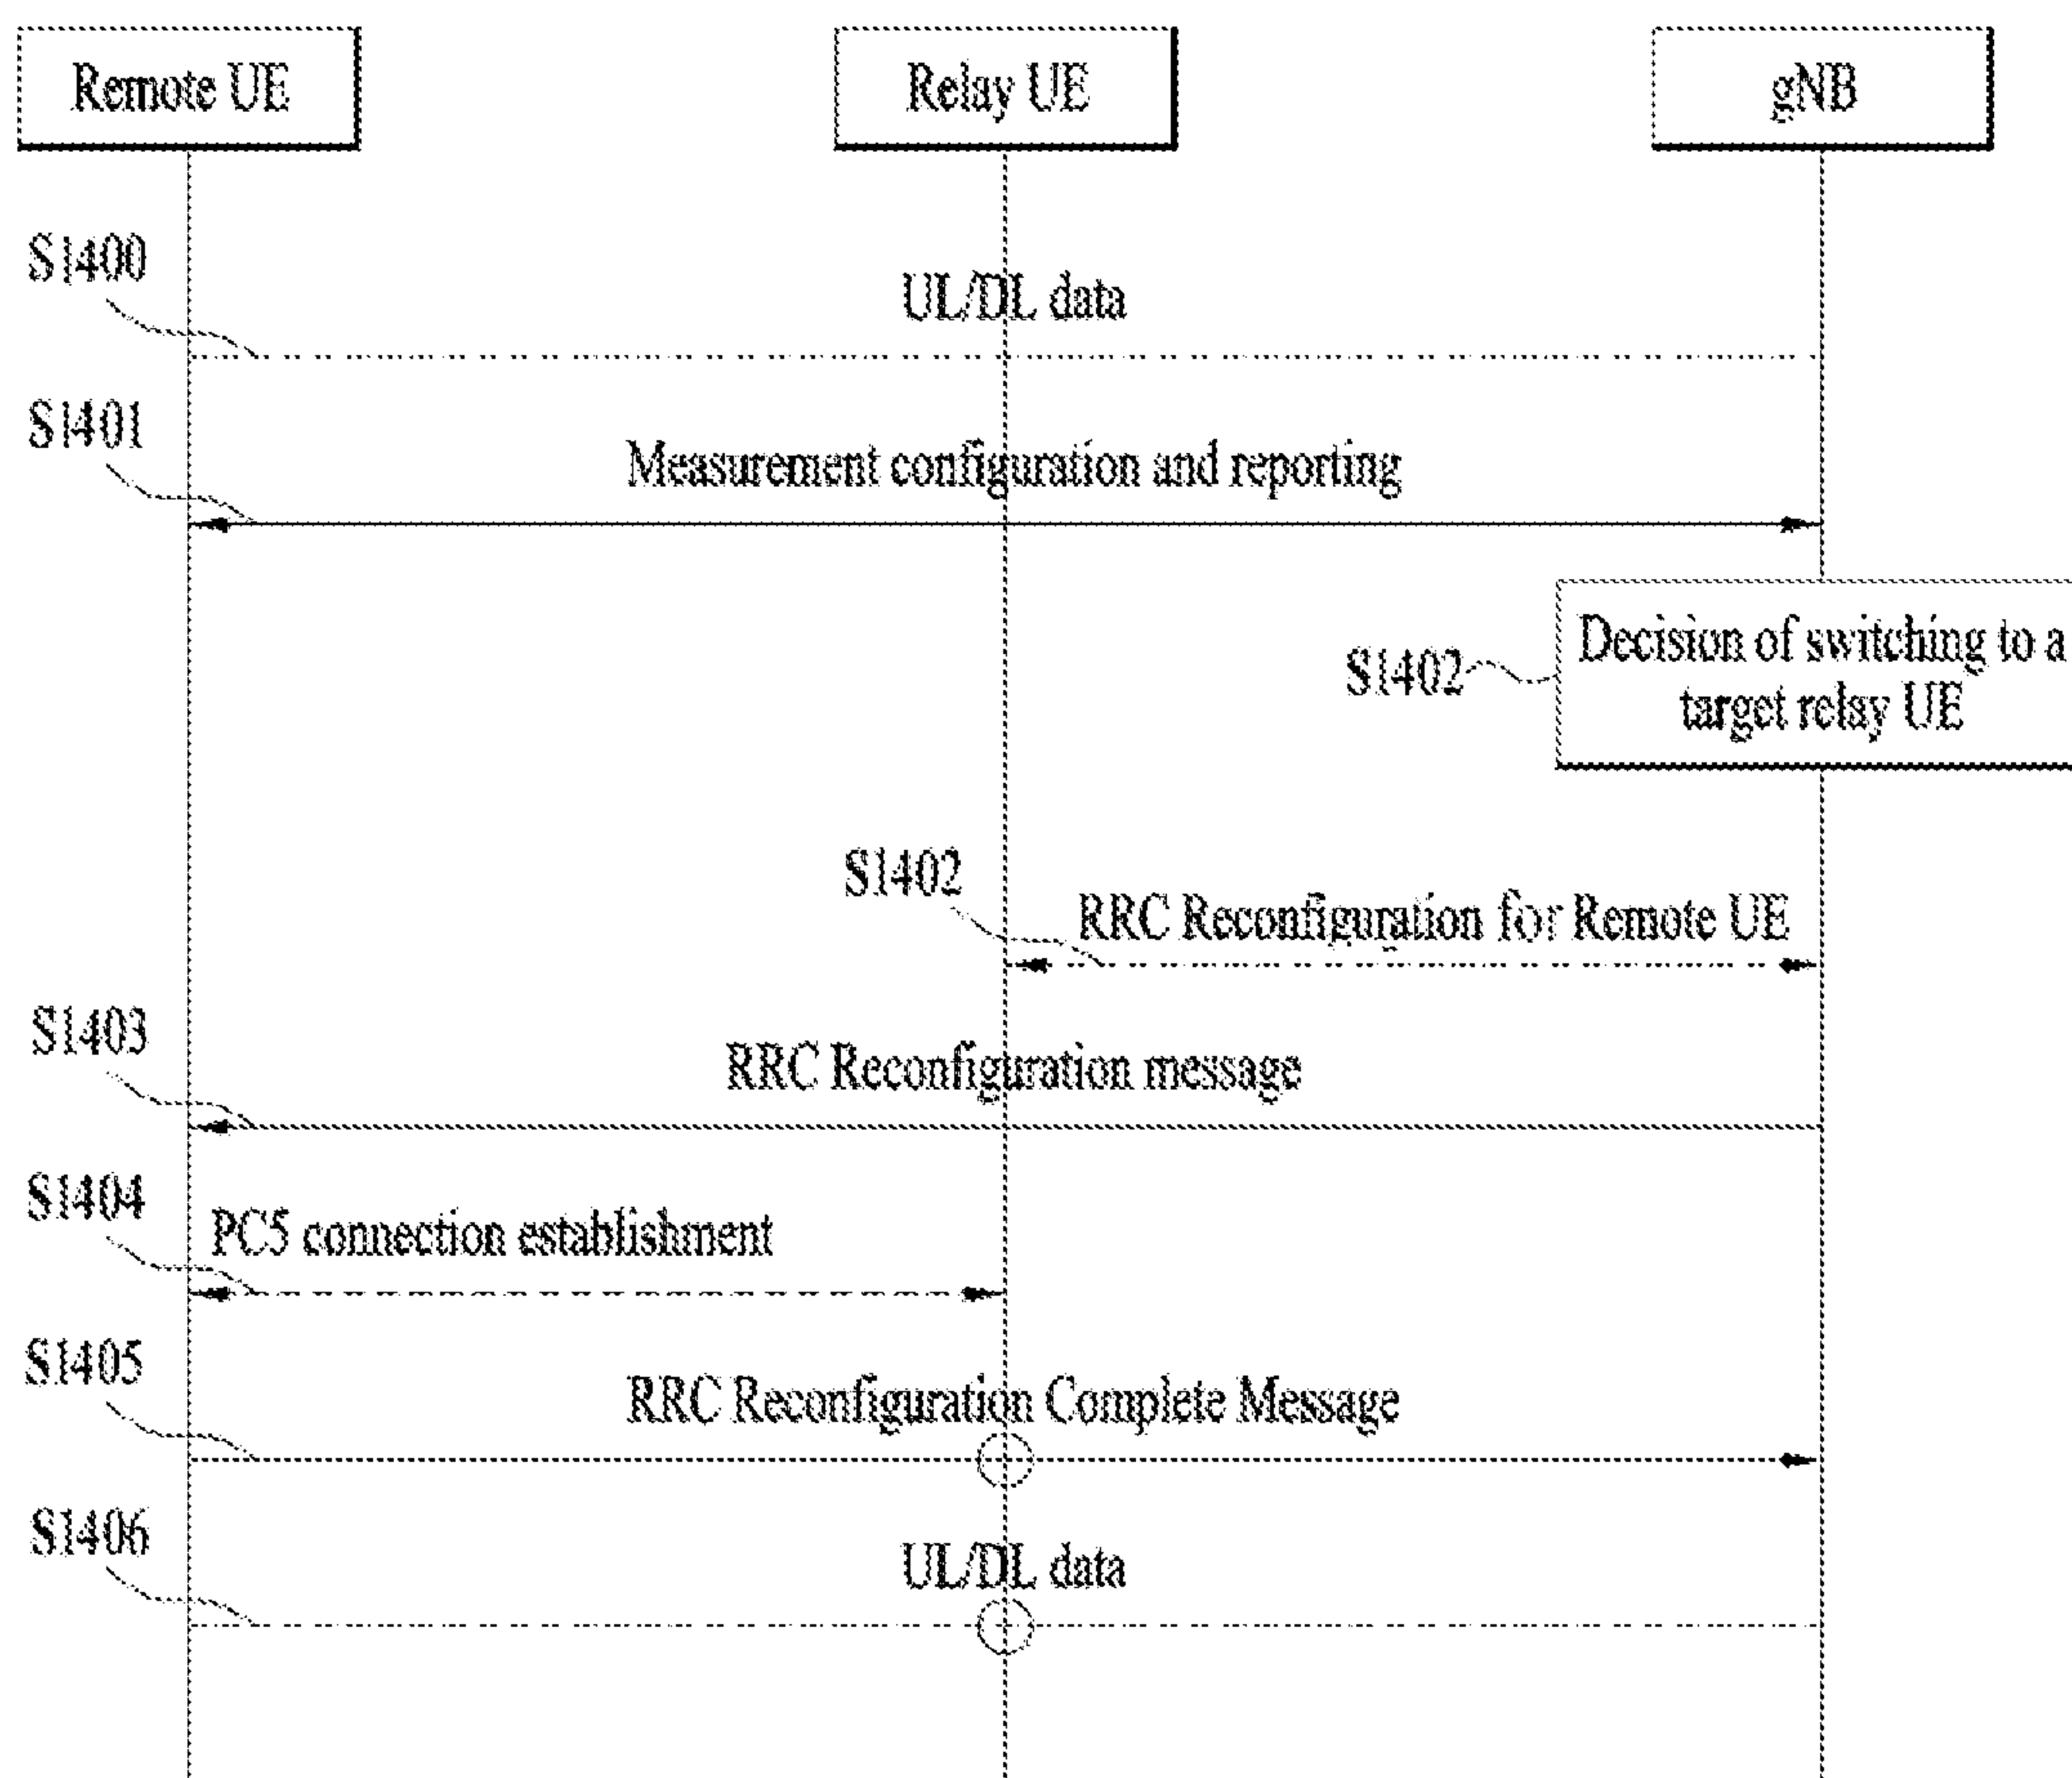 Remote UE
Relay UE
gNB
S1400
UL/DL data
S1401
Measurement configuration and reporting
S1402
Decision of switching to a
target relay UE
S1402
RRC Reconfiguration for Remote UE
S1403
RRC Reconfiguration message
S1404
PC5 connection establishment
S1405
RRC Reconfiguration Complete Message
S1406
UL/DL data